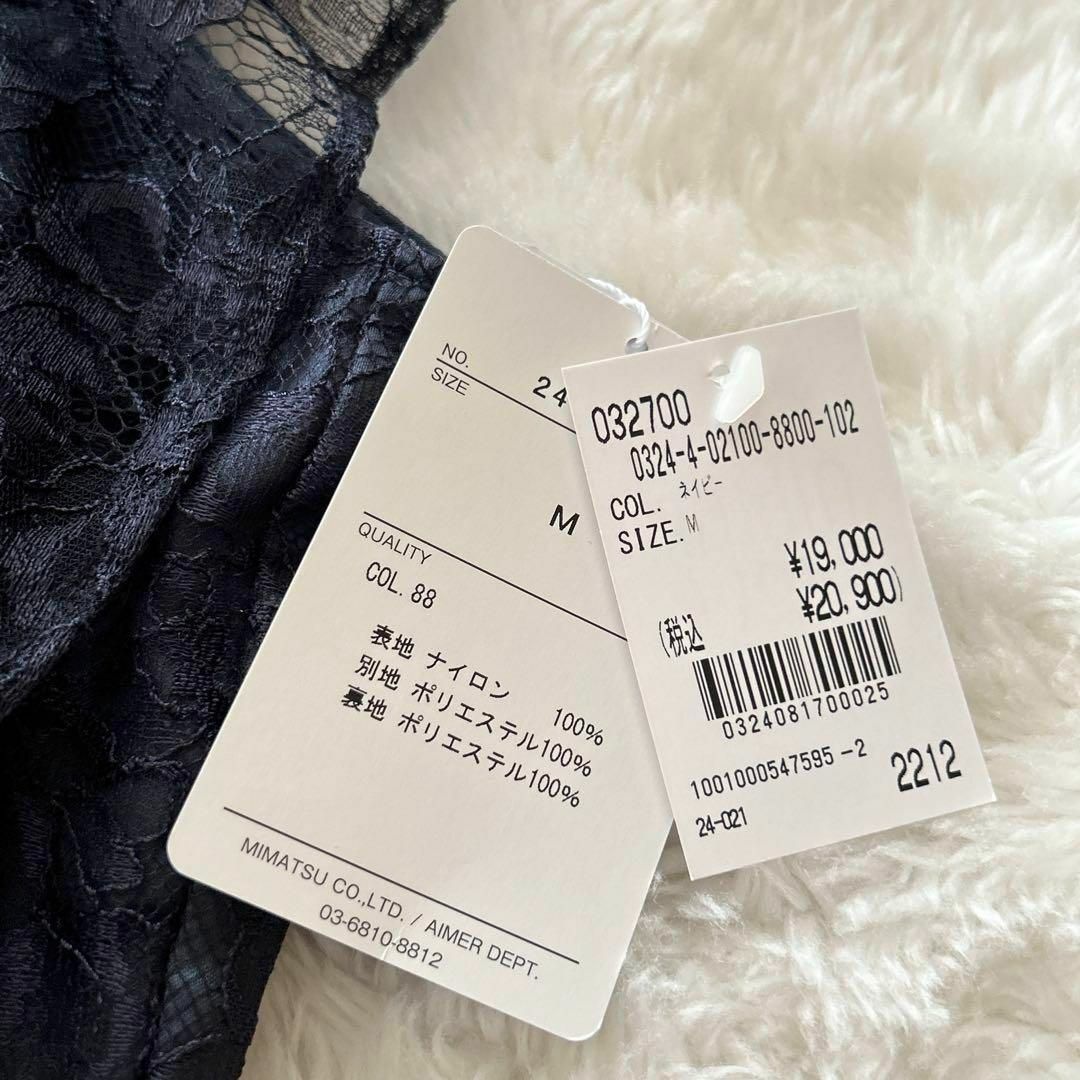 NO.
24
SIZE
M
QUALITY
COL. 88
表地 ナイロン 100%
別地 ポリエステル100%
裏地 ポリエステル100%
MIMATSU CO.,LTD. / AIMER DEPT.
03-6810-8812
032700
0324-4-02100-8800-102
COL. ネイビー
SIZE. M
¥19,000
(税込 ¥20,900)
0324081700025
1001000547595 -2
2212
24-021